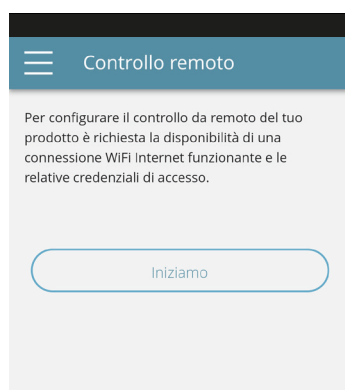 Controllo remoto
Per configurare il controllo da remoto del tuo
prodotto è richiesta la disponibilità di una
connessione WiFi Internet funzionante e le
relative credenziali di accesso.
Iniziamo